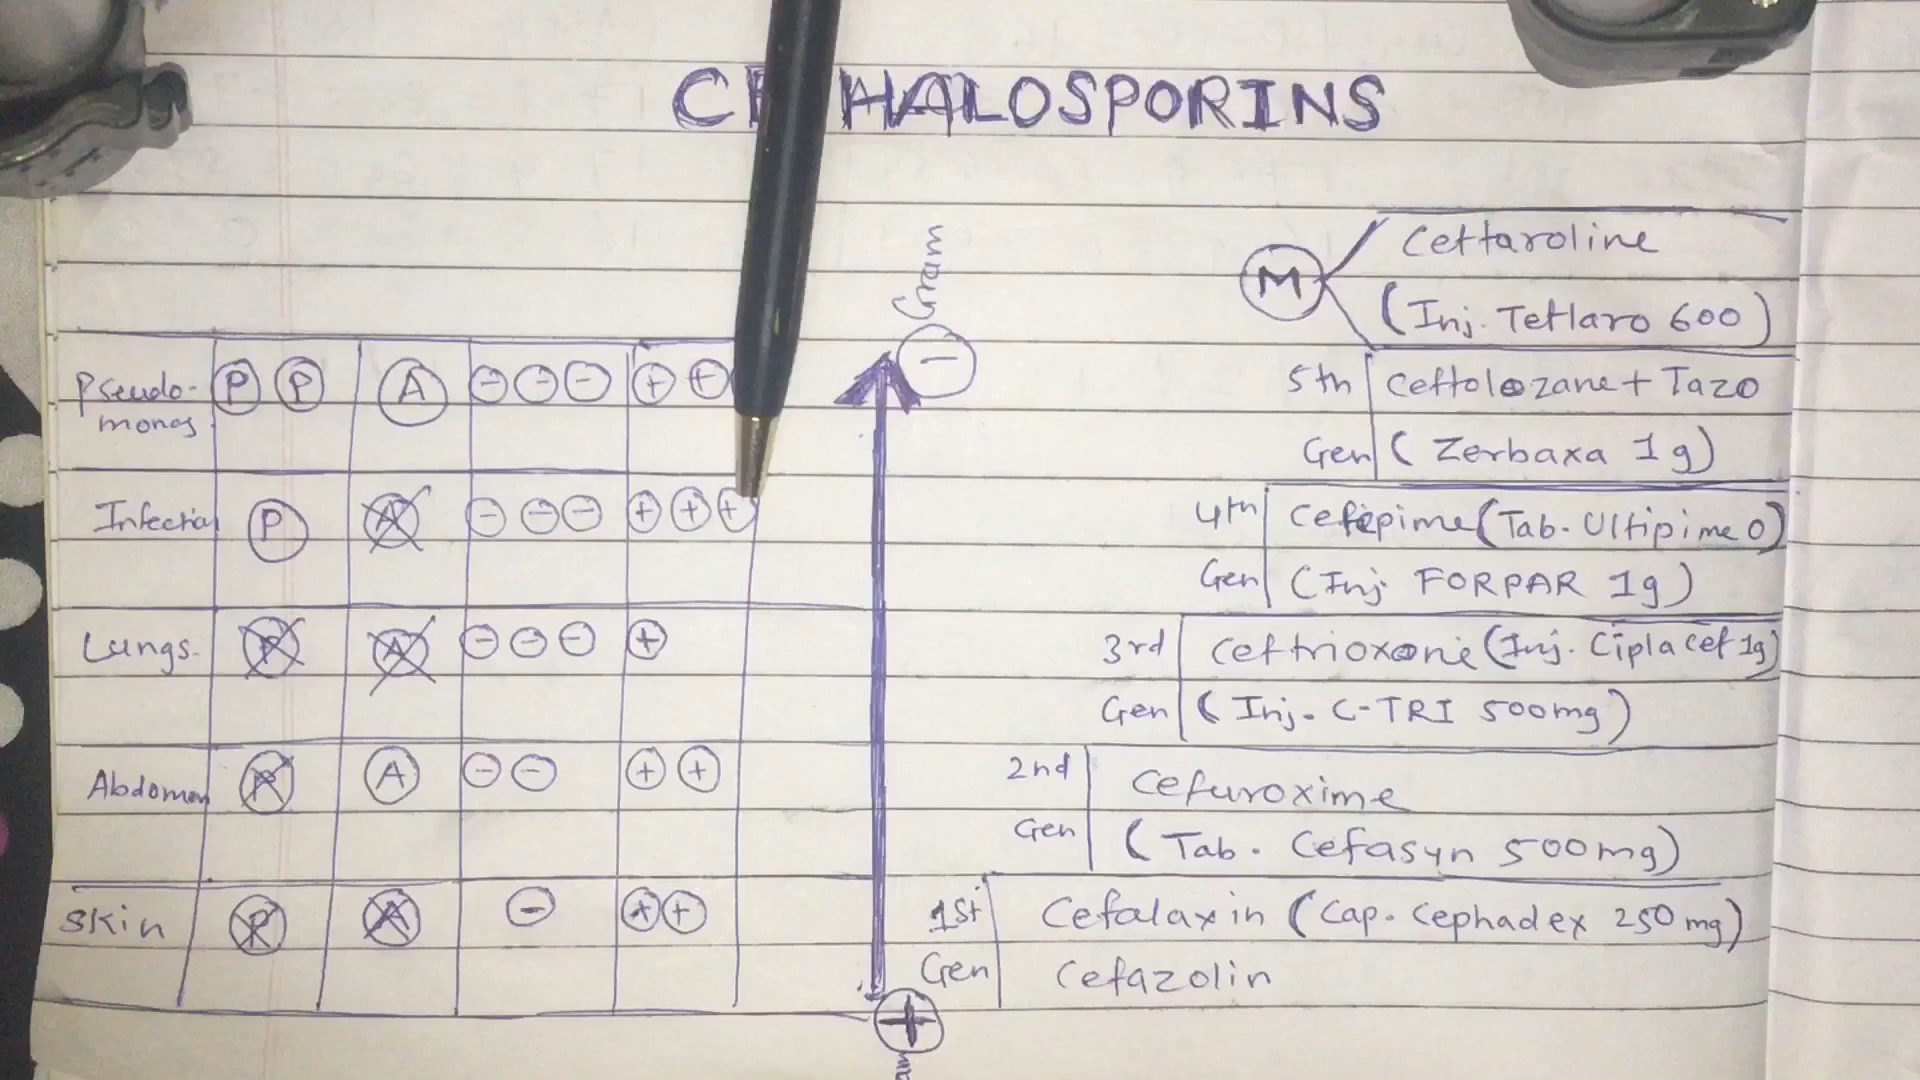 CEPHALOSPORINS
Gram
−
Pseudo-
monas
P P A − − − + +
Infection
P A − − − + + +
Lungs
P A − − − +
Abdomen
P A − − + +
Skin
P A − + +
+
M
Ceftaroline
(Inj. Teflaro 600)
5th Ceftolozane + Tazo
Gen ( Zerbaxa 1g)
4th Cefepime (Tab. Ultipime O)
Gen (Inj. FORPAR 1g)
3rd Ceftrioxone (Inj. Ciplacef 1g)
Gen ( Inj. C-TRI 500mg )
2nd Cefuroxime
Gen ( Tab. Cefasyn 500mg)
1st Cefalaxin ( Cap. Cephadex 250 mg)
Gen Cefazolin